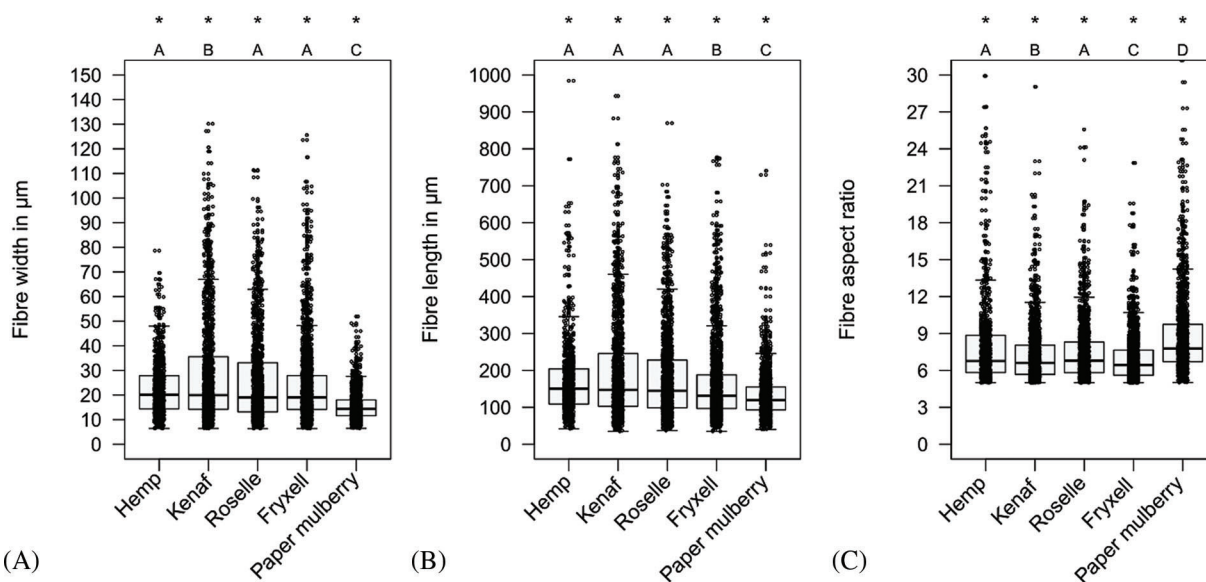 * * * * *
A B A A C
Fibre width in µm
150
140
130
120
110
100
90
80
70
60
50
40
30
20
10
0
Hemp
Kenaf
Roselle
Fryxell
Paper mulberry
(A)
* * * * *
A A A B C
Fibre length in µm
1000
900
800
700
600
500
400
300
200
100
0
Hemp
Kenaf
Roselle
Fryxell
Paper mulberry
(B)
* * * * *
A B A C D
Fibre aspect ratio
30
27
24
21
18
15
12
9
6
3
0
Hemp
Kenaf
Roselle
Fryxell
Paper mulberry
(C)